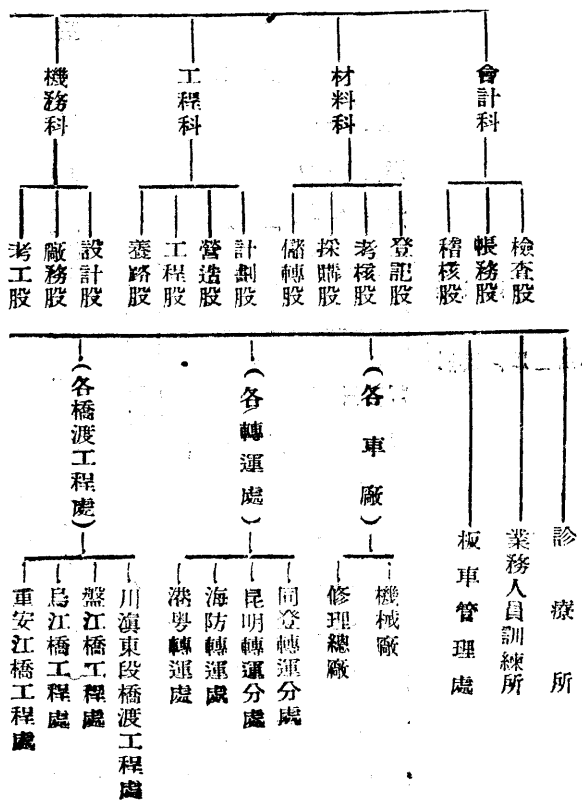 會計科
檢查股
帳務股
稽核股
材料科
登記股
考核股
採購股
儲轉股
工程科
計劃股
營造股
工程股
養路股
機務科
設計股
廠務股
考工股
診療所
業務人員訓練所
板車管理處
（各車廠）
機械廠
修理總廠
（各轉運處）
同登轉運分處
昆明轉運分處
海防轉運處
港粵轉運處
（各橋渡工程處）
川滇東段橋渡工程處
盤江橋工程處
烏江橋工程處
重安江橋工程處